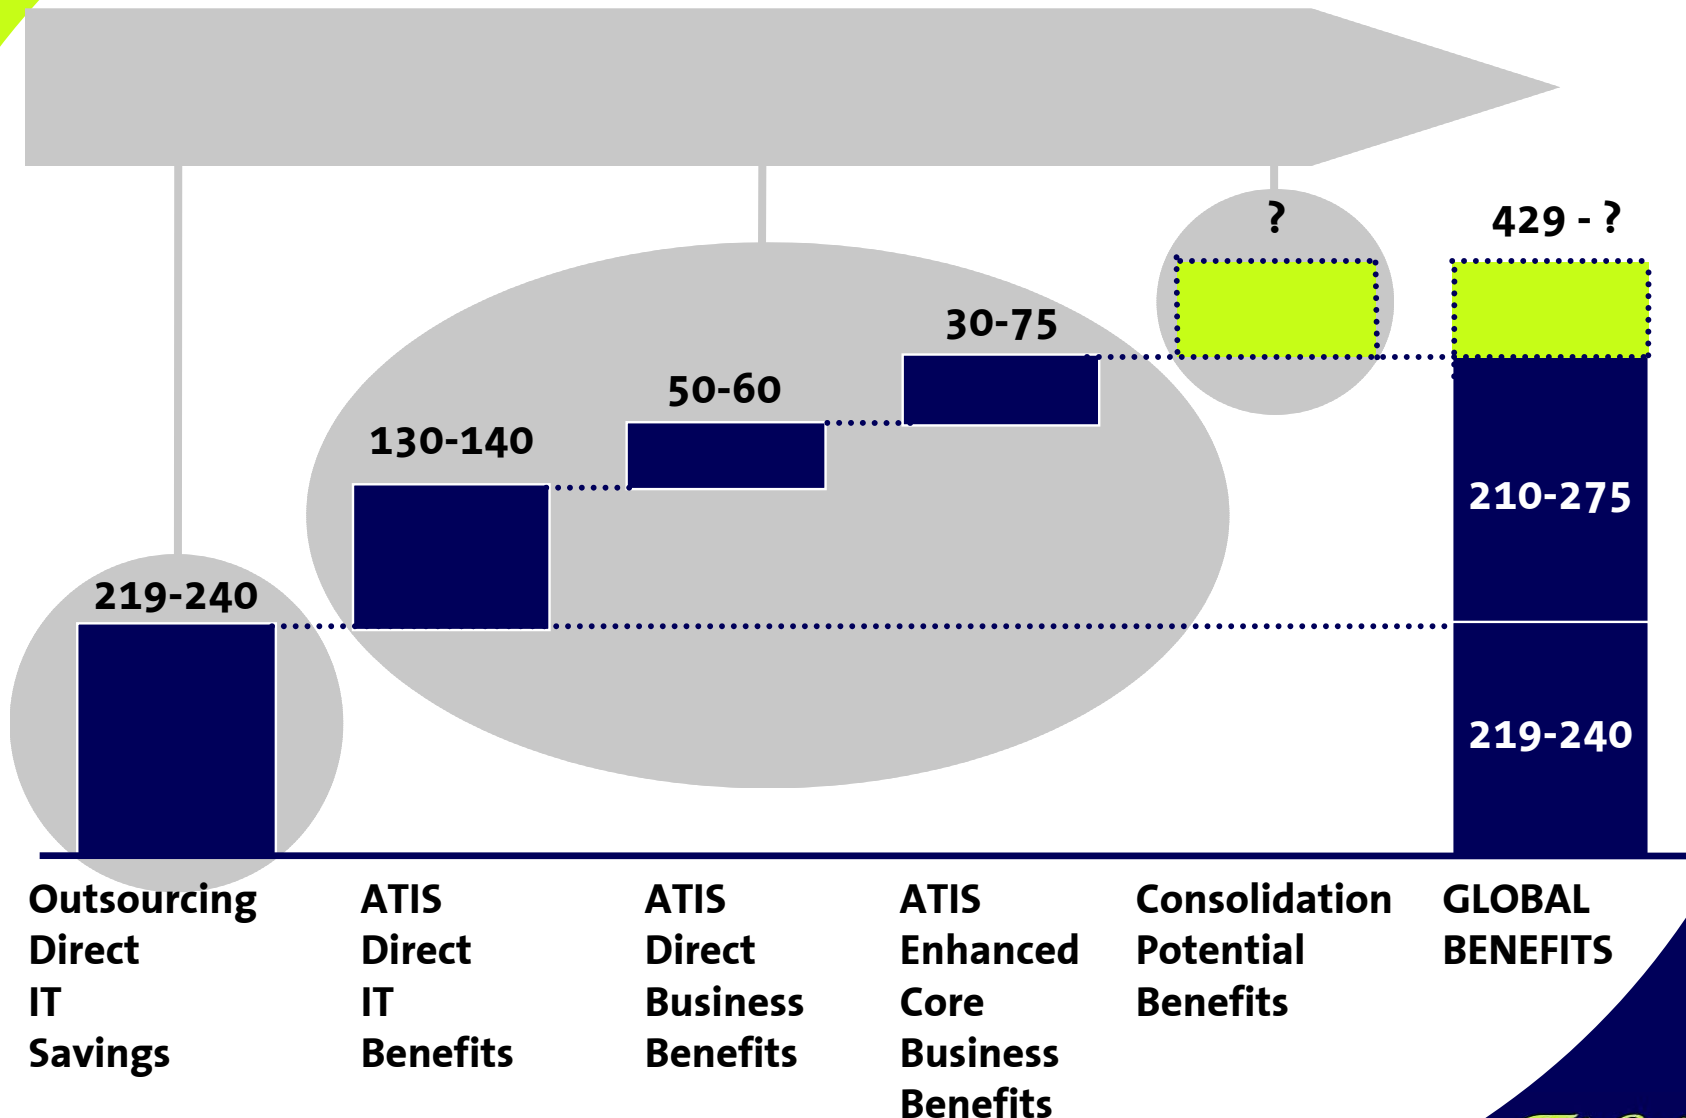 ?
429 - ?
30-75
50-60
130-140
210-275
219-240
219-240
Outsourcing
Direct
IT
Savings
ATIS
Direct
IT
Benefits
ATIS
Direct
Business
Benefits
ATIS
Enhanced
Core
Business
Benefits
Consolidation
Potential
Benefits
GLOBAL
BENEFITS